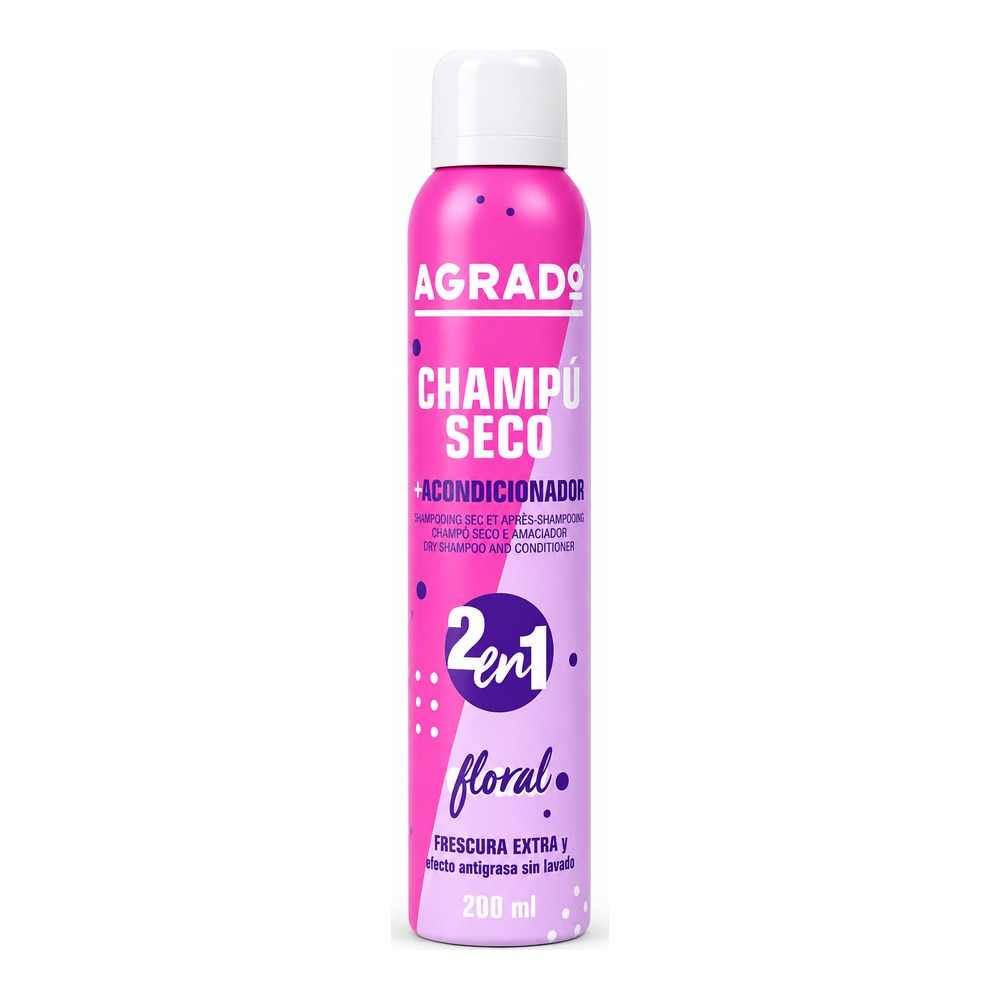 AGRADO
CHAMPÚ
SECO
+ACONDICIONADOR
SHAMPOOING SEC ET APRÈS-SHAMPOOING
CHAMPÔ SECO E AMACIADOR
DRY SHAMPOO AND CONDITIONER
2en1
floral
FRESCURA EXTRA y
efecto antigrasa sin lavado
200 ml